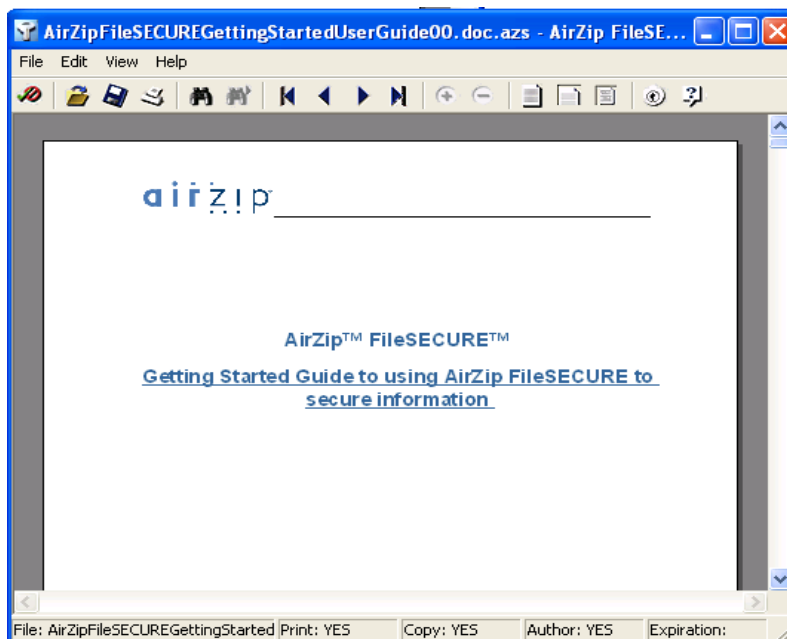 AirZipFileSECUREGettingStartedUserGuide00.doc.azs - AirZip FileSE...
File Edit View Help
airzip
AirZip™ FileSECURE™
Getting Started Guide to using AirZip FileSECURE to
secure information
File: AirZipFileSECUREGettingStarted Print: YES Copy: YES Author: YES Expiration: